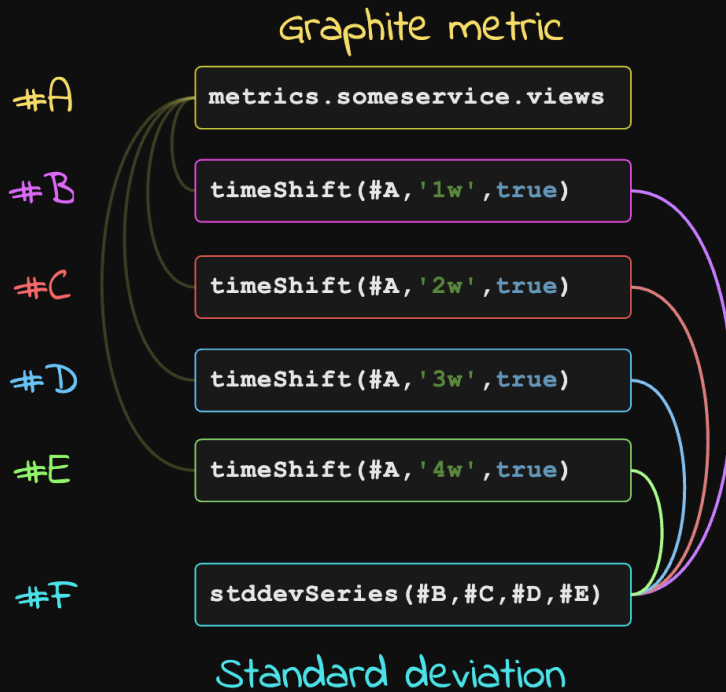 Graphite metric
#A metrics.someservice.views
#B timeShift(#A,'1w',true)
#C timeShift(#A,'2w',true)
#D timeShift(#A,'3w',true)
#E timeShift(#A,'4w',true)
#F stddevSeries(#B,#C,#D,#E)
Standard deviation